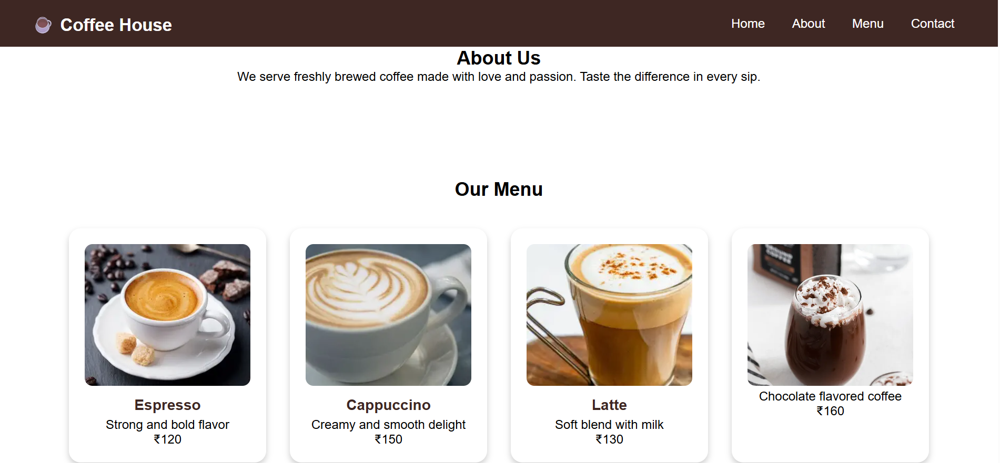 Coffee House
Home About Menu Contact
About Us
We serve freshly brewed coffee made with love and passion. Taste the difference in every sip.
Our Menu
COFFEE
Espresso
Strong and bold flavor
₹120
Cappuccino
Creamy and smooth delight
₹150
Latte
Soft blend with milk
₹130
Chocolate flavored coffee
₹160